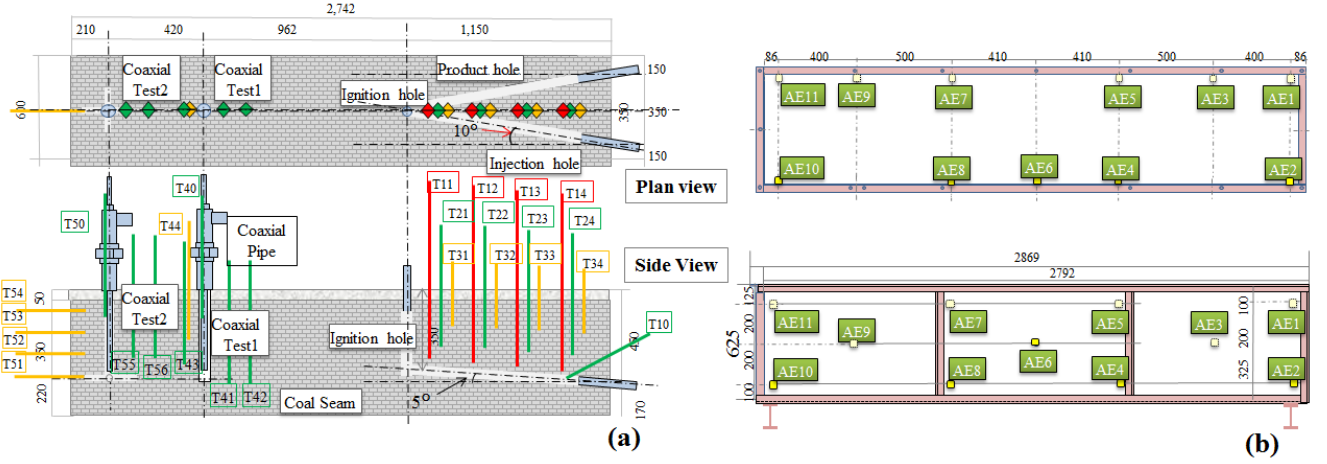 2,742
210
420
962
1,150
Coaxial
Test2
Coaxial
Test1
Product hole
Ignition hole
150
600
350
350
10°
Injection hole
150
Plan view
T50
T40
T44
Coaxial
Pipe
T11
T12
T13
T14
T21
T22
T23
T24
T31
T32
T33
T34
Side View
T54
T53
T52
T51
50
350
220
Coaxial
Test2
Coaxial
Test1
Ignition hole
T10
T55
T56
T43
T41
T42
Coal Seam
5°
170
(a)
86
400
500
410
410
500
400
86
AE11
AE9
AE7
AE5
AE3
AE1
AE10
AE8
AE6
AE4
AE2
2869
2792
625
125
200
200
100
AE11
AE9
AE7
AE5
AE3
AE1
AE10
AE8
AE6
AE4
AE2
100
200
325
(b)